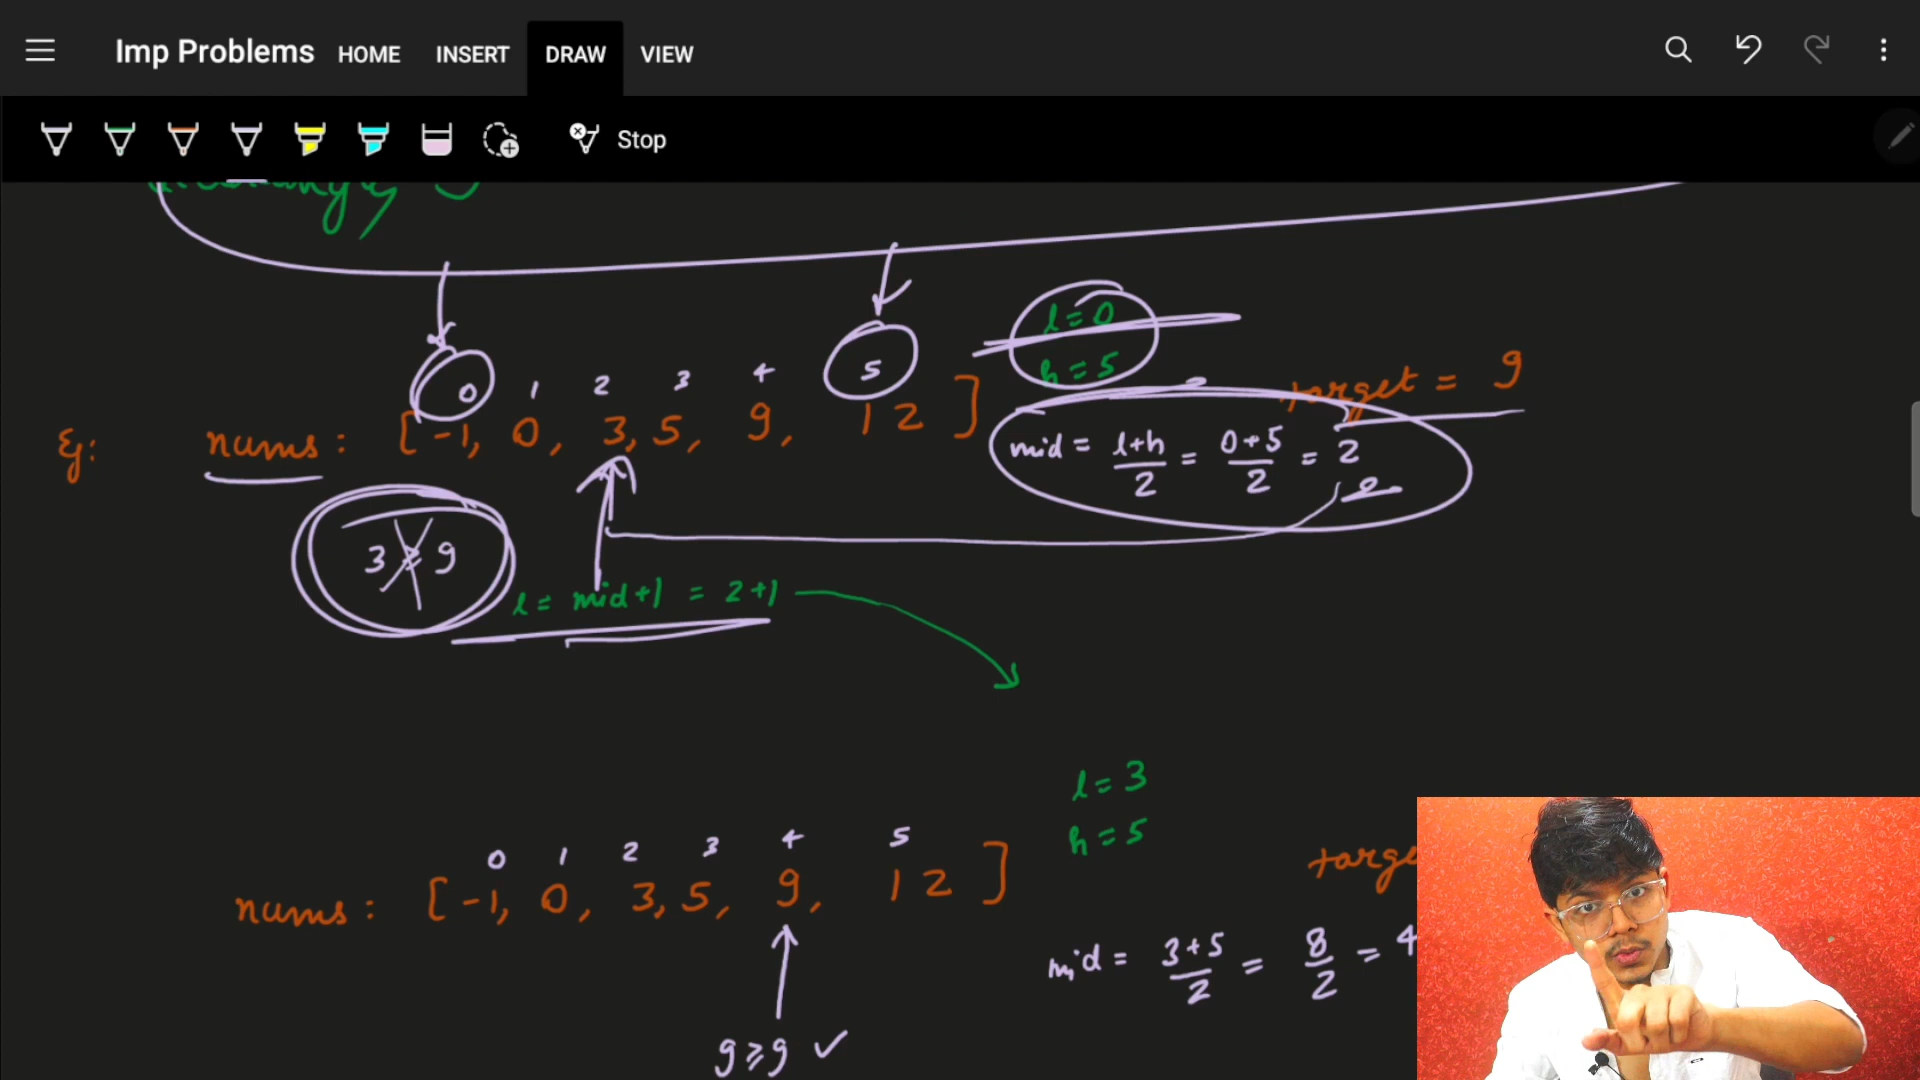 Imp Problems HOME INSERT DRAW VIEW
Stop
l = 0
h = 5
0 1 2 3 4 5
target = 9
Eg: nums : [ -1, 0, 3, 5, 9, 12 ]
mid = l+h/2 = 0+5/2 = 2
3 ≥ 9
l = mid+1 = 2+1
l = 3
h = 5
0 1 2 3 4 5
nums : [ -1, 0, 3, 5, 9, 12 ]
targe
mid = 3+5/2 = 8/2 = 4
9 ≥ 9 ✓